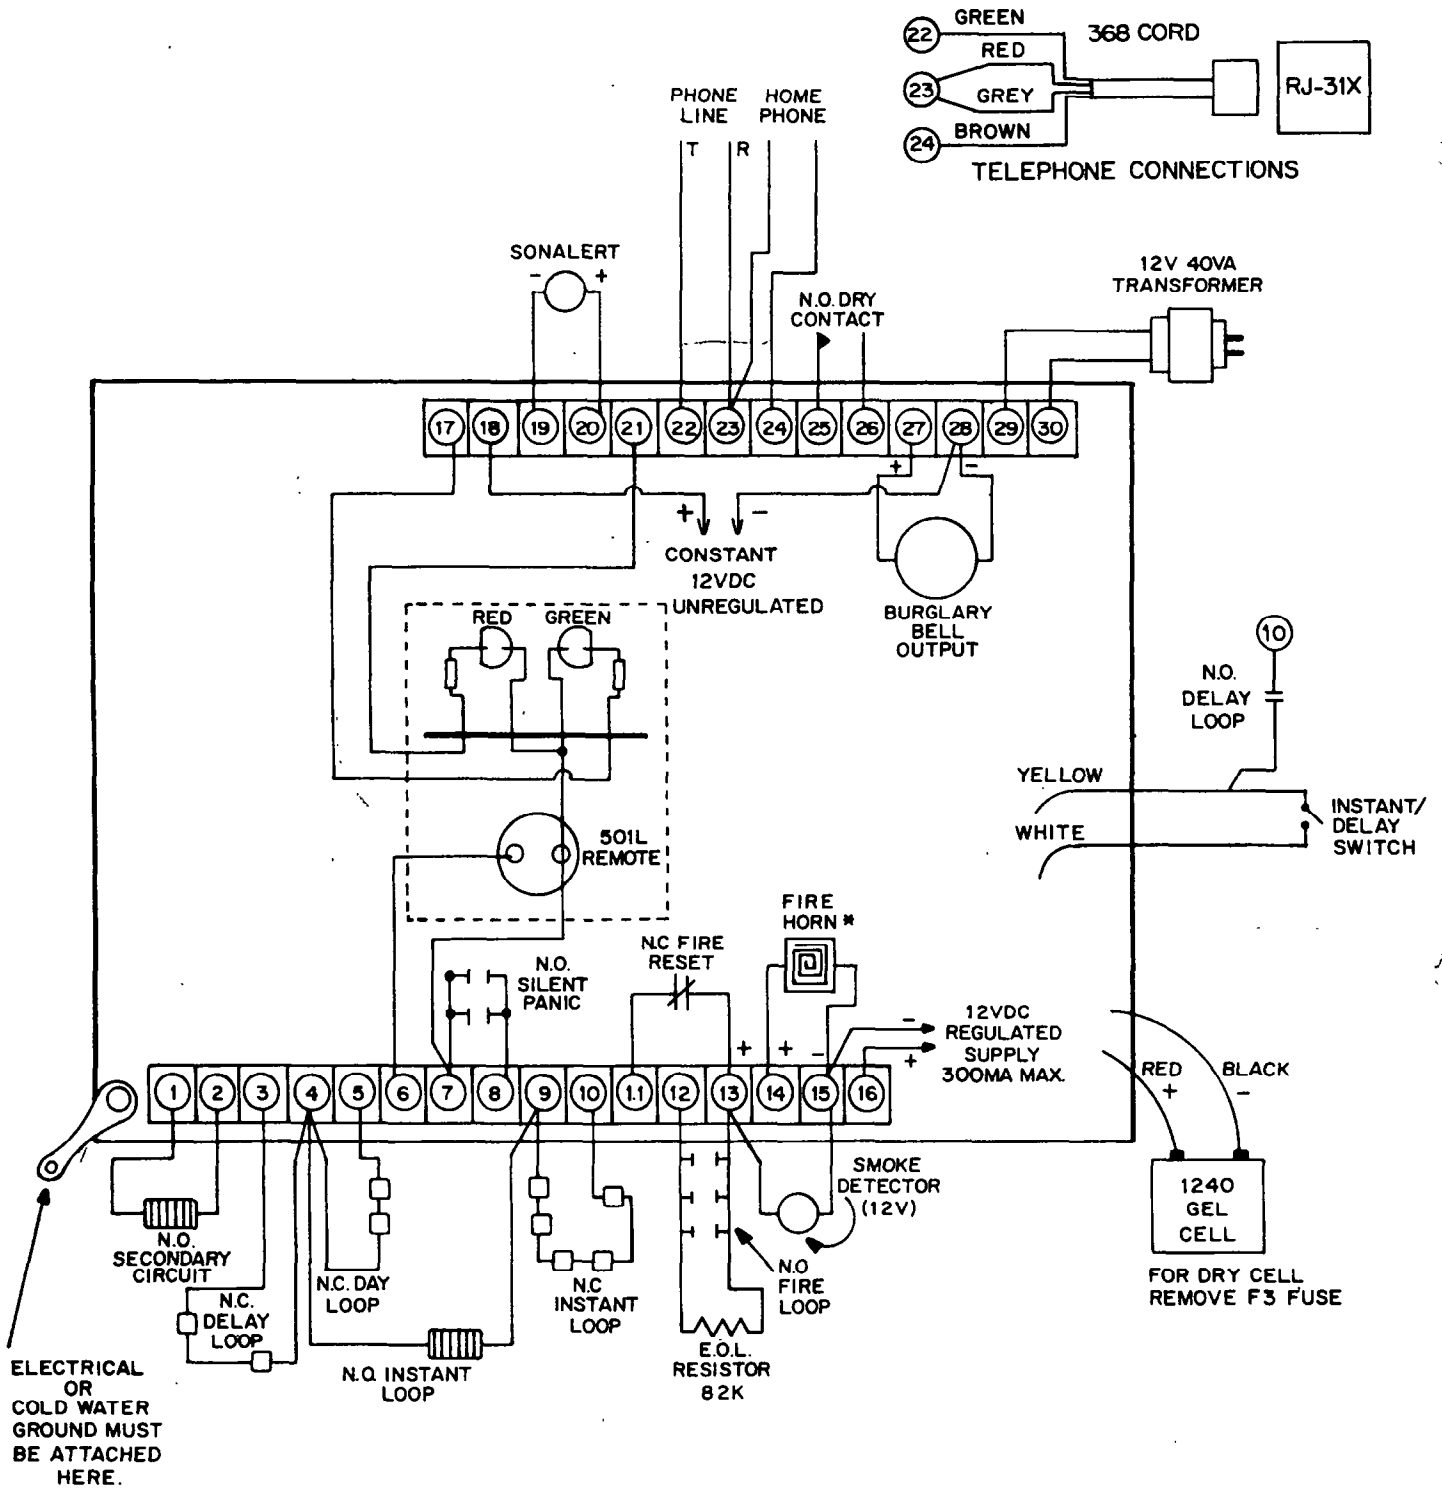 22
GREEN
368 CORD
RED
23
GREY
RJ-31X
24
BROWN
TELEPHONE CONNECTIONS
PHONE
LINE
HOME
PHONE
T
R
SONALERT
-
+
N.O. DRY
CONTACT
12V 40VA
TRANSFORMER
17
18
19
20
21
22
23
24
25
26
27
28
29
30
+
-
+
-
CONSTANT
12VDC
UNREGULATED
BURGLARY
BELL
OUTPUT
RED
GREEN
10
N.O.
DELAY
LOOP
YELLOW
WHITE
INSTANT/
DELAY
SWITCH
501L
REMOTE
FIRE
HORN *
N.C FIRE
RESET
N.O.
SILENT
PANIC
+
+
-
-
+
12VDC
REGULATED
SUPPLY
300MA MAX.
RED
+
BLACK
-
1
2
3
4
5
6
7
8
9
10
1.1
12
13
14
15
16
1240
GEL
CELL
FOR DRY CELL
REMOVE F3 FUSE
SMOKE
DETECTOR
(12V)
N.O.
SECONDARY
CIRCUIT
N.C.
DELAY
LOOP
N.C. DAY
LOOP
N.O. INSTANT
LOOP
N.C
INSTANT
LOOP
N.O
FIRE
LOOP
E.O.L.
RESISTOR
82K
ELECTRICAL
OR
COLD WATER
GROUND MUST
BE ATTACHED
HERE.